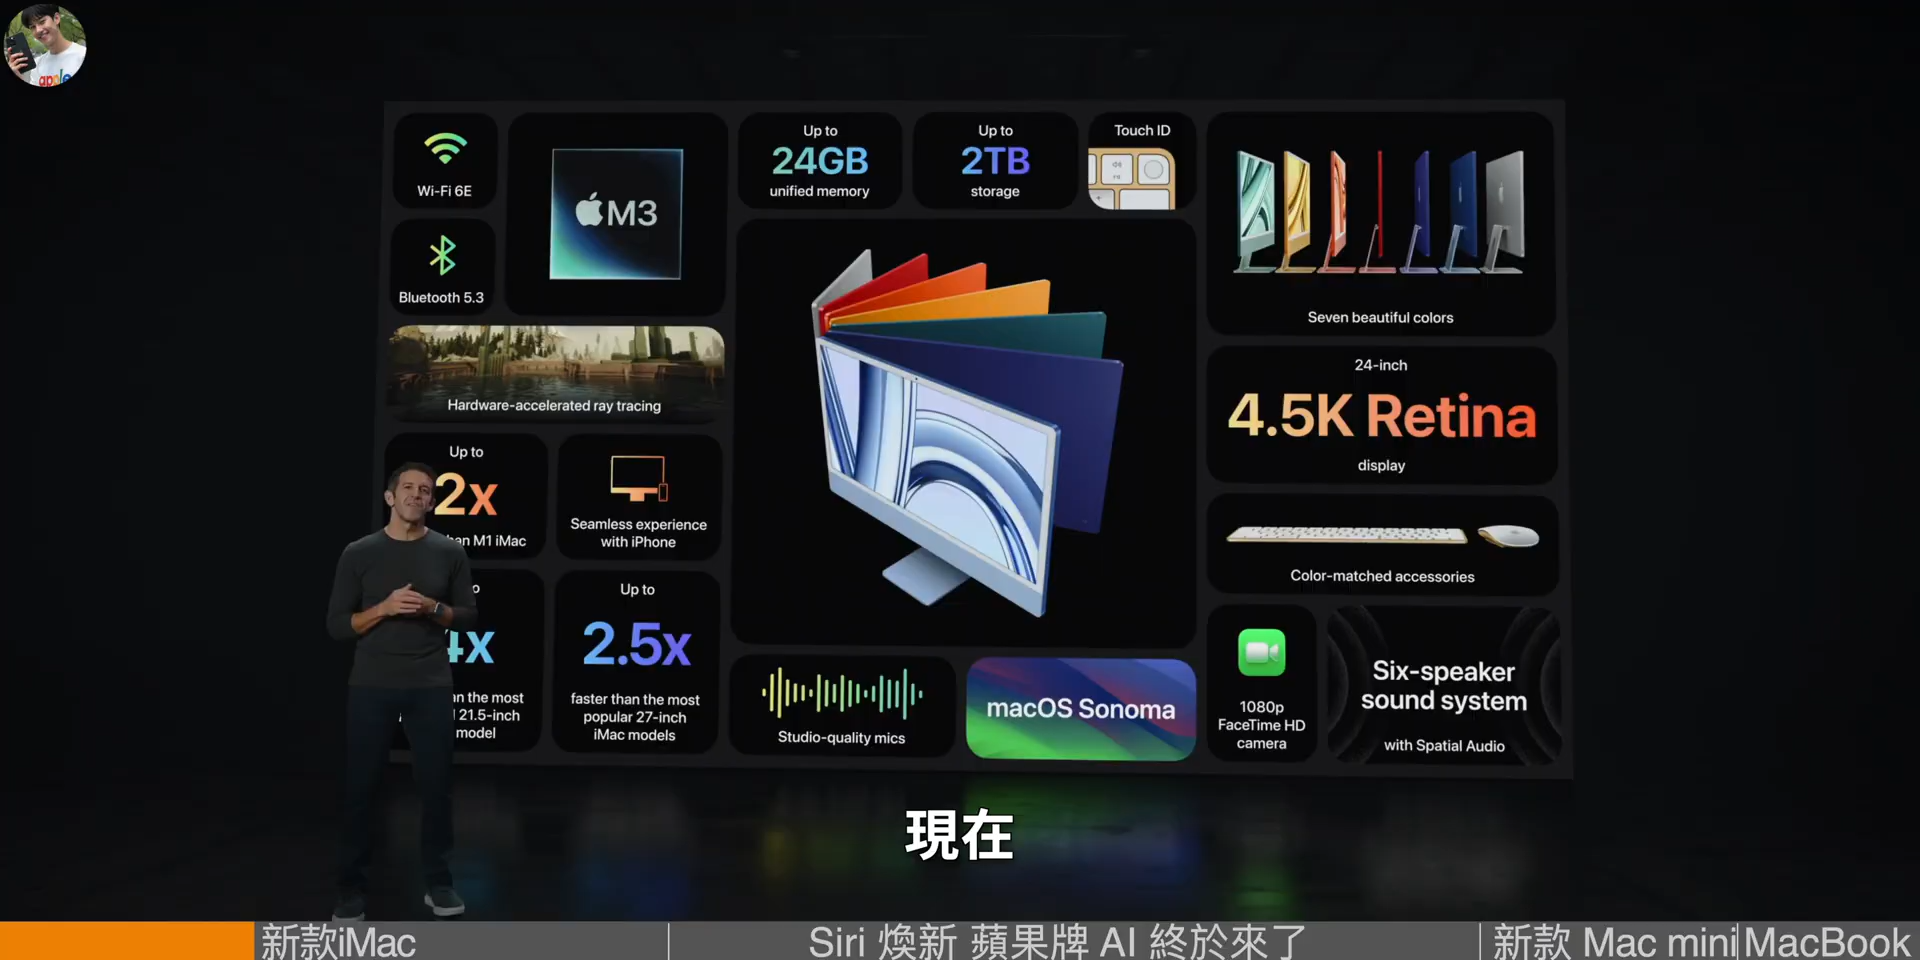 apple
Wi-Fi 6E
M3
Up to
24GB
unified memory
Up to
2TB
storage
Touch ID
Bluetooth 5.3
Hardware-accelerated ray tracing
Seven beautiful colors
24-inch
4.5K Retina
display
Up to
2x
than M1 iMac
Seamless experience
with iPhone
Color-matched accessories
4x
the most
21.5-inch
model
Up to
2.5x
faster than the most
popular 27-inch
iMac models
Studio-quality mics
macOS Sonoma
1080p
FaceTime HD
camera
Six-speaker
sound system
with Spatial Audio
現在
新款iMac
Siri 煥新 蘋果牌 AI 終於來了
新款 Mac mini
MacBook